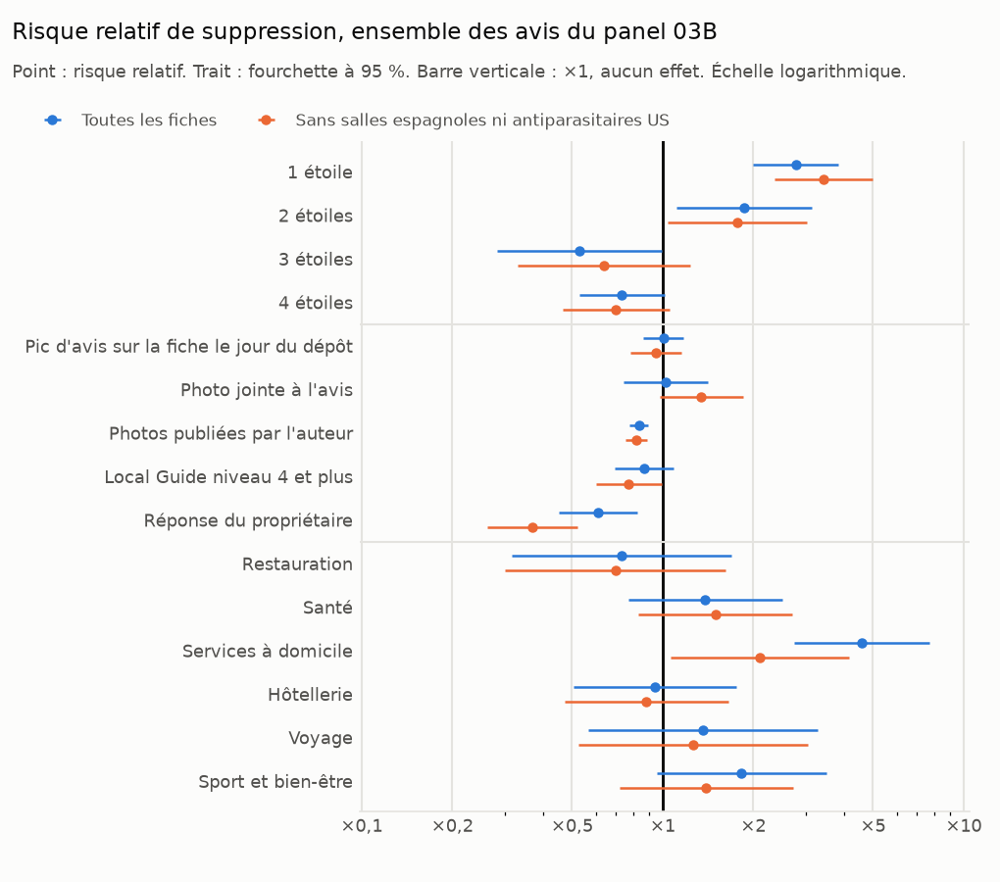 Risque relatif de suppression, ensemble des avis du panel 03B
Point : risque relatif. Trait : fourchette à 95 %. Barre verticale : ×1, aucun effet. Échelle logarithmique.
Toutes les fiches
Sans salles espagnoles ni antiparasitaires US
1 étoile
2 étoiles
3 étoiles
4 étoiles
Pic d'avis sur la fiche le jour du dépôt
Photo jointe à l'avis
Photos publiées par l'auteur
Local Guide niveau 4 et plus
Réponse du propriétaire
Restauration
Santé
Services à domicile
Hôtellerie
Voyage
Sport et bien-être
×0,1 ×0,2 ×0,5 ×1 ×2 ×5 ×10